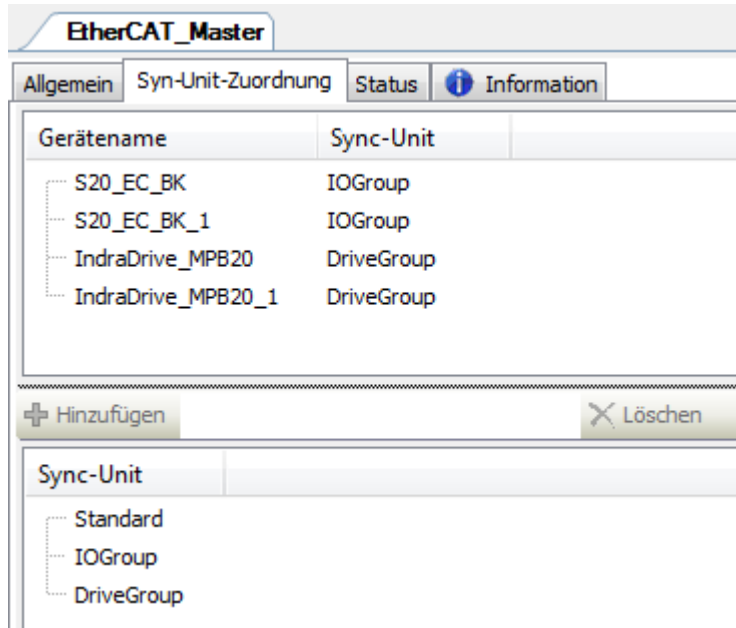 EtherCAT_Master
Allgemein Syn-Unit-Zuordnung Status Information
Gerätename Sync-Unit
S20_EC_BK IOGroup
S20_EC_BK_1 IOGroup
IndraDrive_MPB20 DriveGroup
IndraDrive_MPB20_1 DriveGroup
Hinzufügen Löschen
Sync-Unit
Standard
IOGroup
DriveGroup